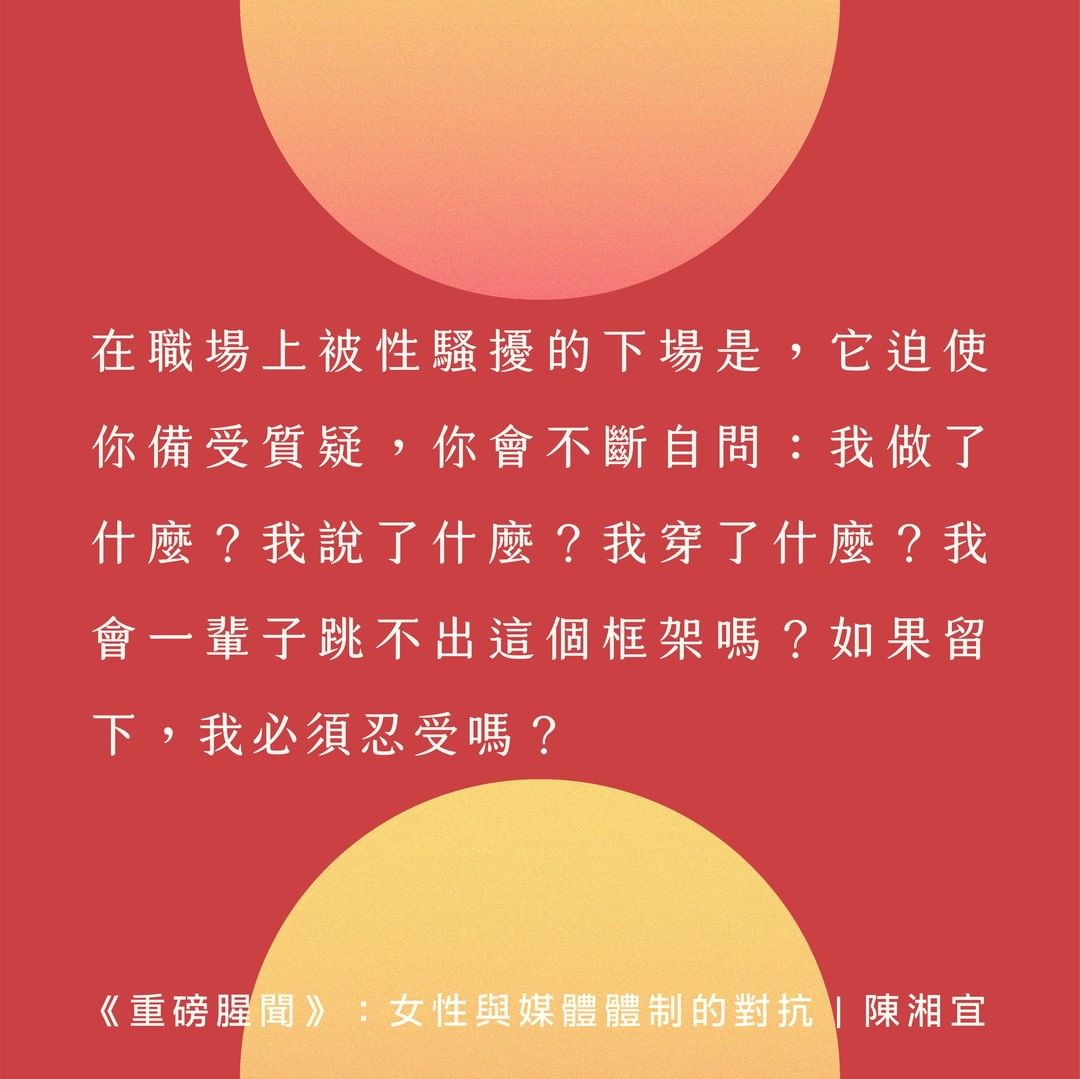 在職場上被性騷擾的下場是，它迫使
你備受質疑，你會不斷自問：我做了
什麼？我說了什麼？我穿了什麼？我
會一輩子跳不出這個框架嗎？如果留
下，我必須忍受嗎？
《重磅腥聞》：女性與媒體體制的對抗 | 陳湘宜